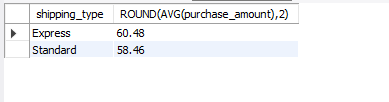 shipping_type ROUND(AVG(purchase_amount),2)
Express 60.48
Standard 58.46